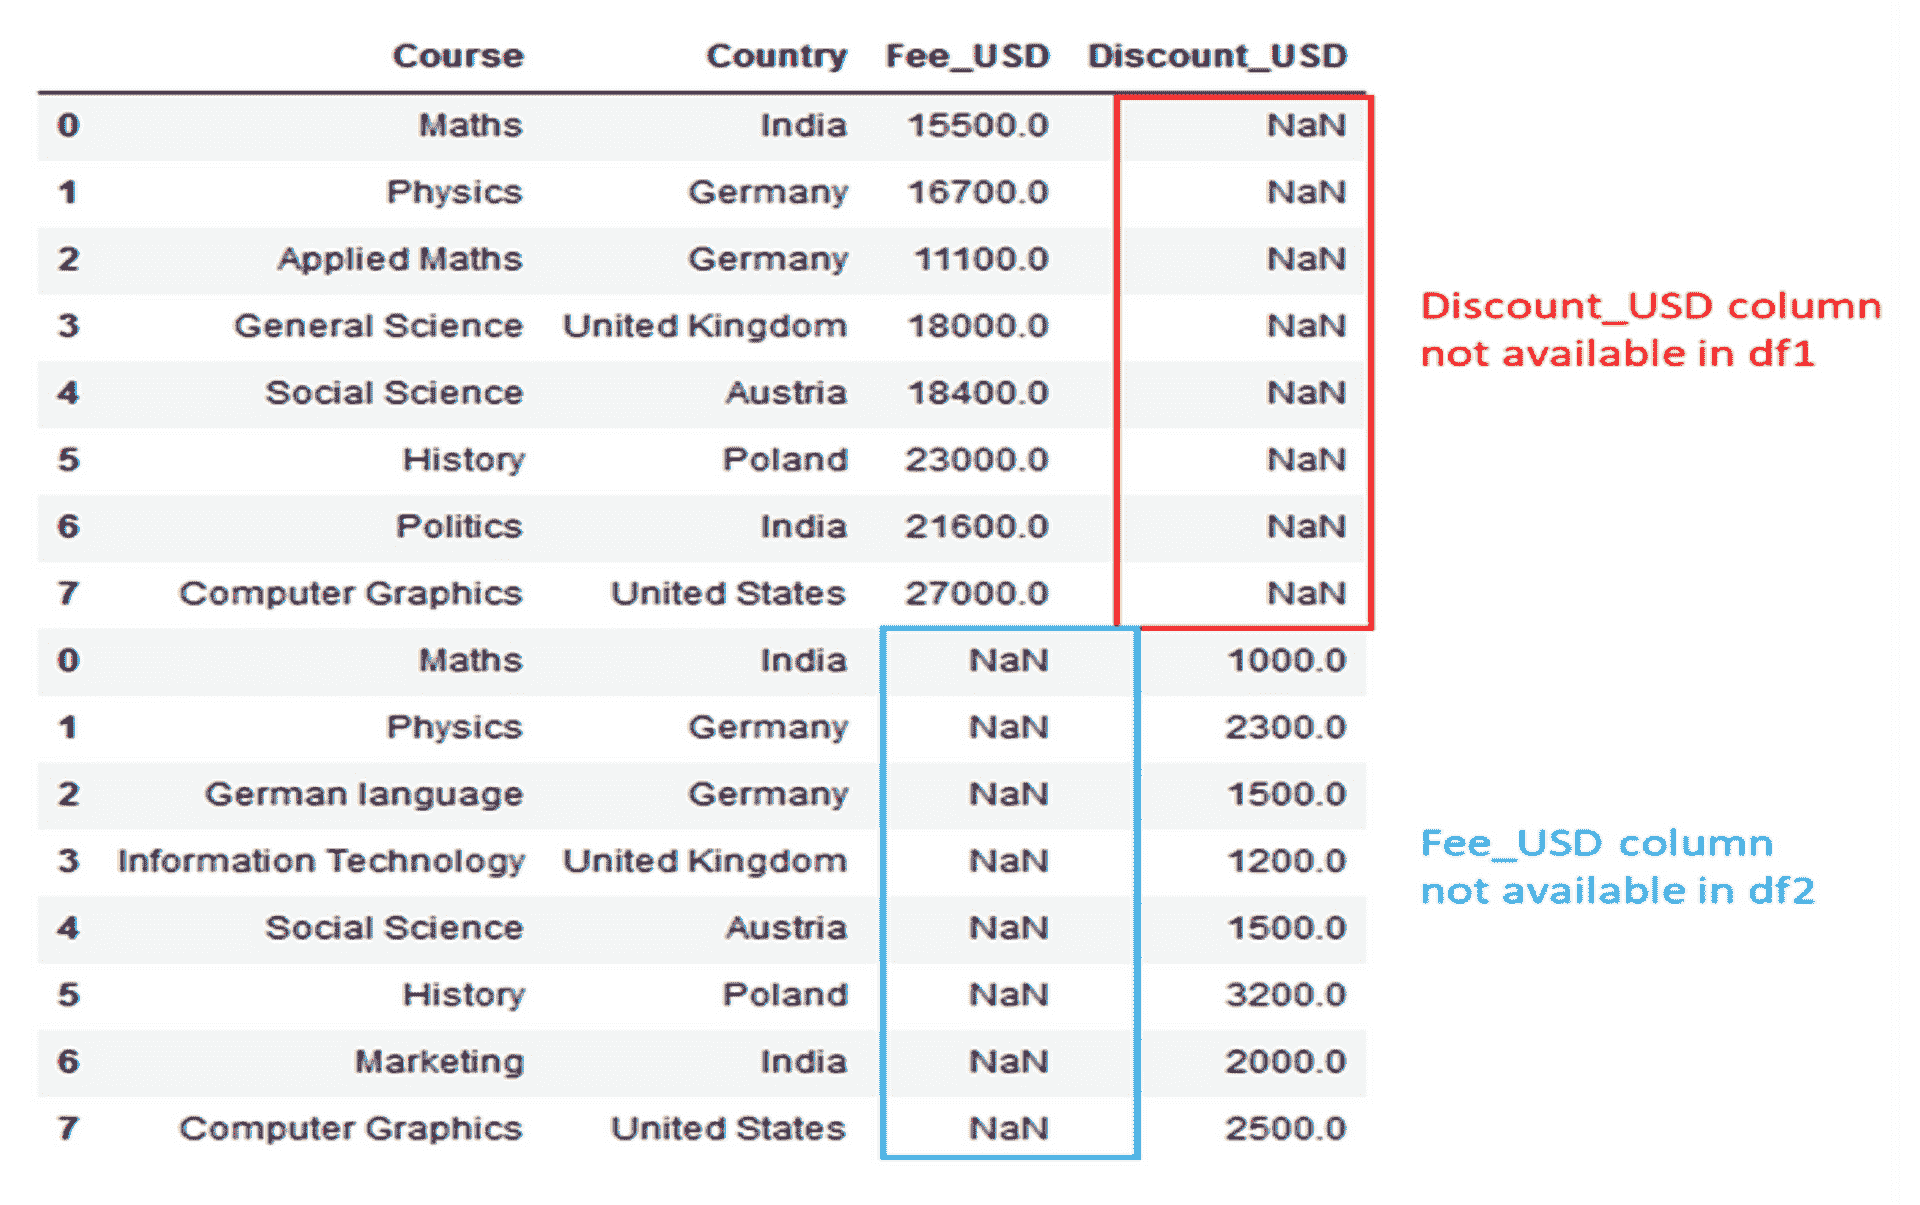 Course Country Fee_USD Discount_USD
0 Maths India 15500.0 NaN
1 Physics Germany 16700.0 NaN
2 Applied Maths Germany 11100.0 NaN
3 General Science United Kingdom 18000.0 NaN
4 Social Science Austria 18400.0 NaN
5 History Poland 23000.0 NaN
6 Politics India 21600.0 NaN
7 Computer Graphics United States 27000.0 NaN
Discount_USD column
not available in df1
0 Maths India NaN 1000.0
1 Physics Germany NaN 2300.0
2 German language Germany NaN 1500.0
3 Information Technology United Kingdom NaN 1200.0
4 Social Science Austria NaN 1500.0
5 History Poland NaN 3200.0
6 Marketing India NaN 2000.0
7 Computer Graphics United States NaN 2500.0
Fee_USD column
not available in df2